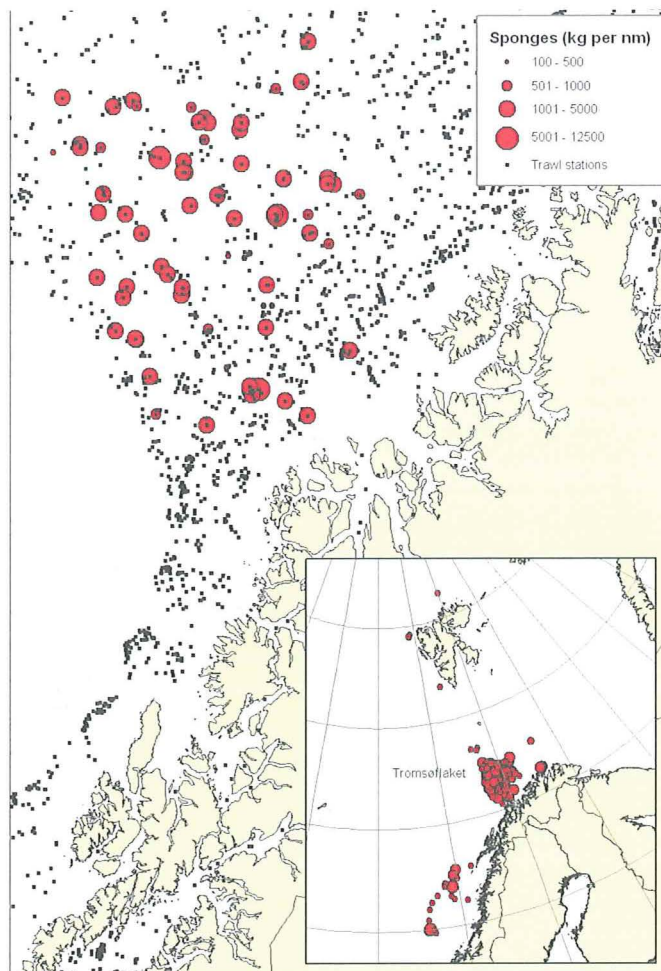 Sponges (kg per nm)
100 - 500
501 - 1000
1001 - 5000
5001 - 12500
Trawl stations
Tromsøflaket